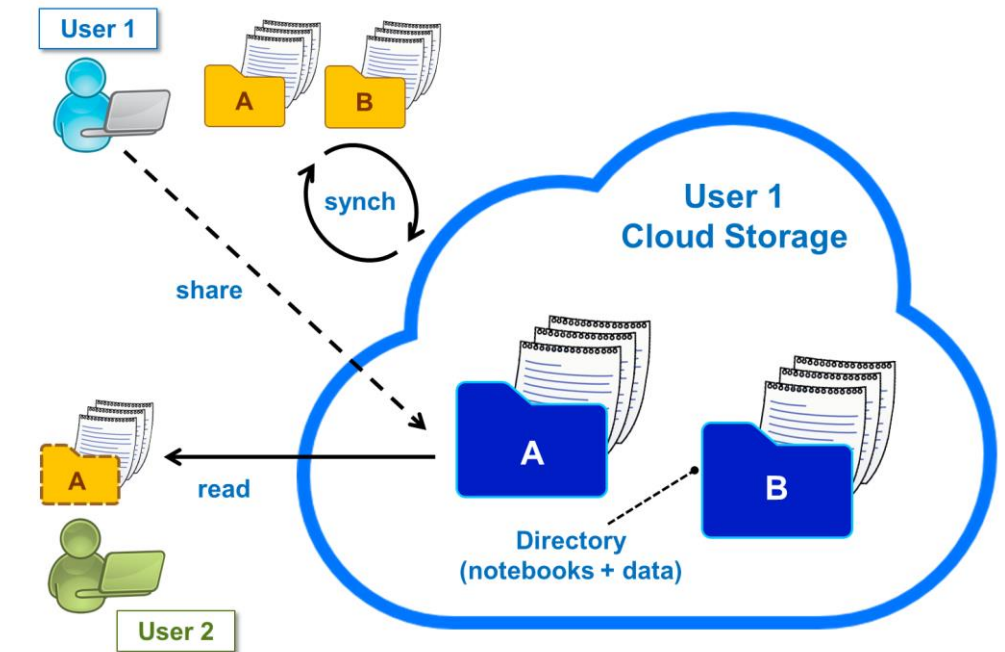 User 1
A
B
synch
User 1
Cloud Storage
share
A
B
A
read
Directory
(notebooks + data)
User 2